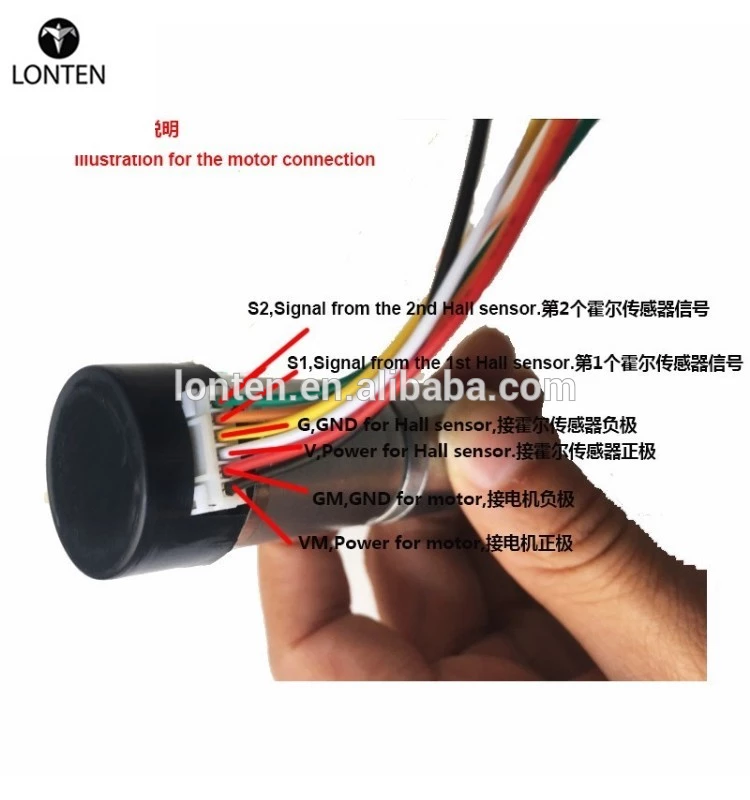 LONTEN
明
illustration for the motor connection
S2,Signal from the 2nd Hall sensor.第2个霍尔传感器信号
S1,Signal from the 1st Hall sensor.第1个霍尔传感器信号
lonten.en.alibaba.com
G,GND for Hall sensor,接霍尔传感器负极
V,Power for Hall sensor.接霍尔传感器正极
GM,GND for motor,接电机负极
VM,Power for motor,接电机正极